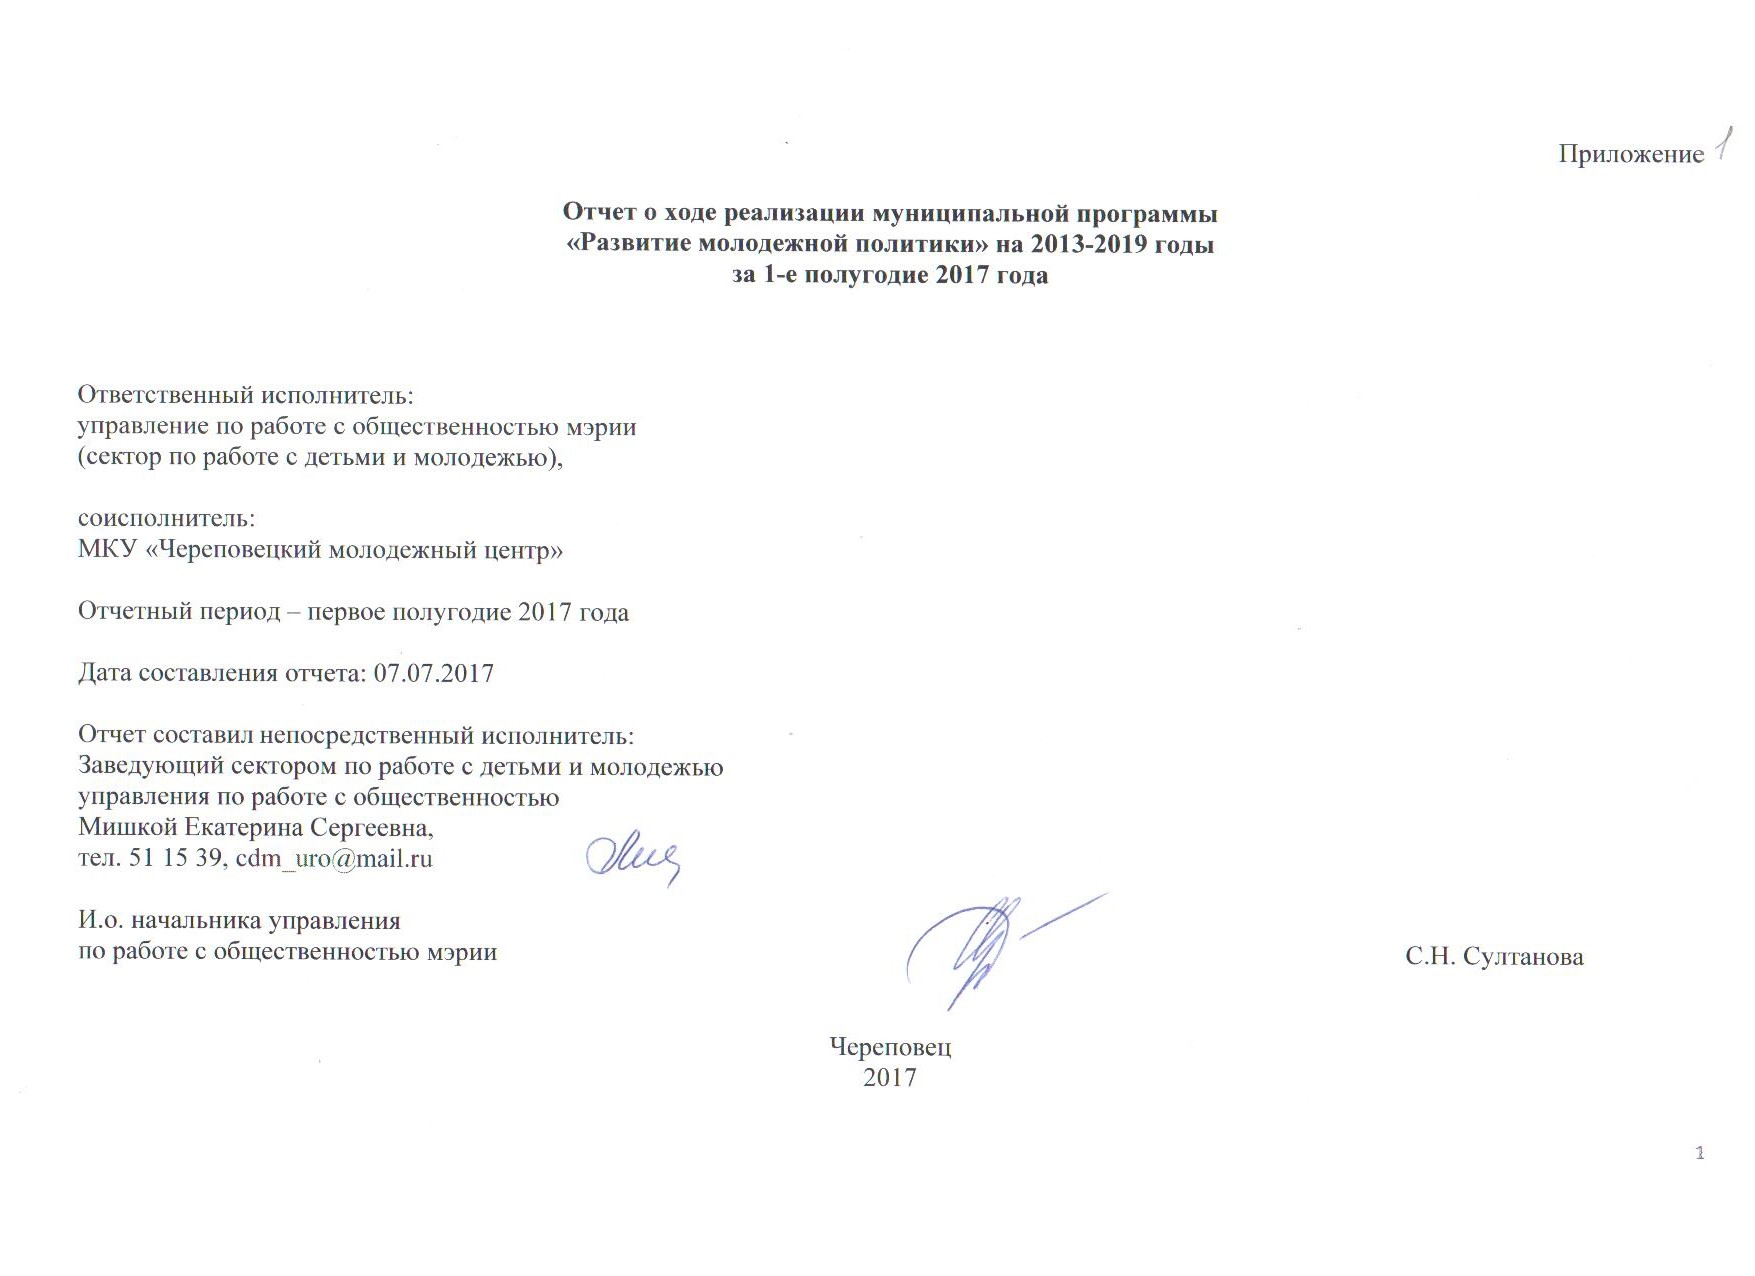 Приложение 1
Отчет о ходе реализации муниципальной программы
«Развитие молодежной политики» на 2013-2019 годы
за 1-е полугодие 2017 года
Ответственный исполнитель:
управление по работе с общественностью мэрии
(сектор по работе с детьми и молодежью),
соисполнитель:
МКУ «Череповецкий молодежный центр»
Отчетный период – первое полугодие 2017 года
Дата составления отчета: 07.07.2017
Отчет составил непосредственный исполнитель:
Заведующий сектором по работе с детьми и молодежью
управления по работе с общественностью
Мишкой Екатерина Сергеевна,
тел. 51 15 39, cdm_uro@mail.ru
И.о. начальника управления
по работе с общественностью мэрии
С.Н. Султанова
Череповец
2017
1